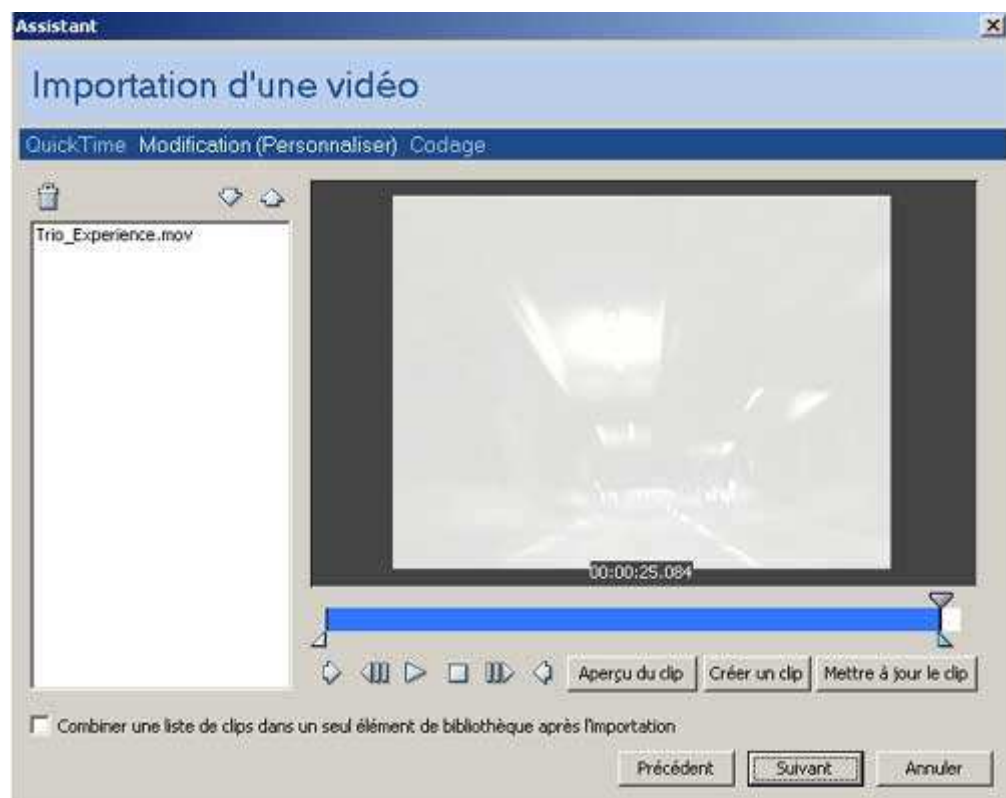 Assistant
Importation d'une vidéo
QuickTime Modification (Personnaliser) Codage
Trio_Experience.mov
00:00:25.084
Aperçu du clip Créer un clip Mettre à jour le clip
Combiner une liste de clips dans un seul élément de bibliothèque après l'importation
Précédent Suivant Annuler